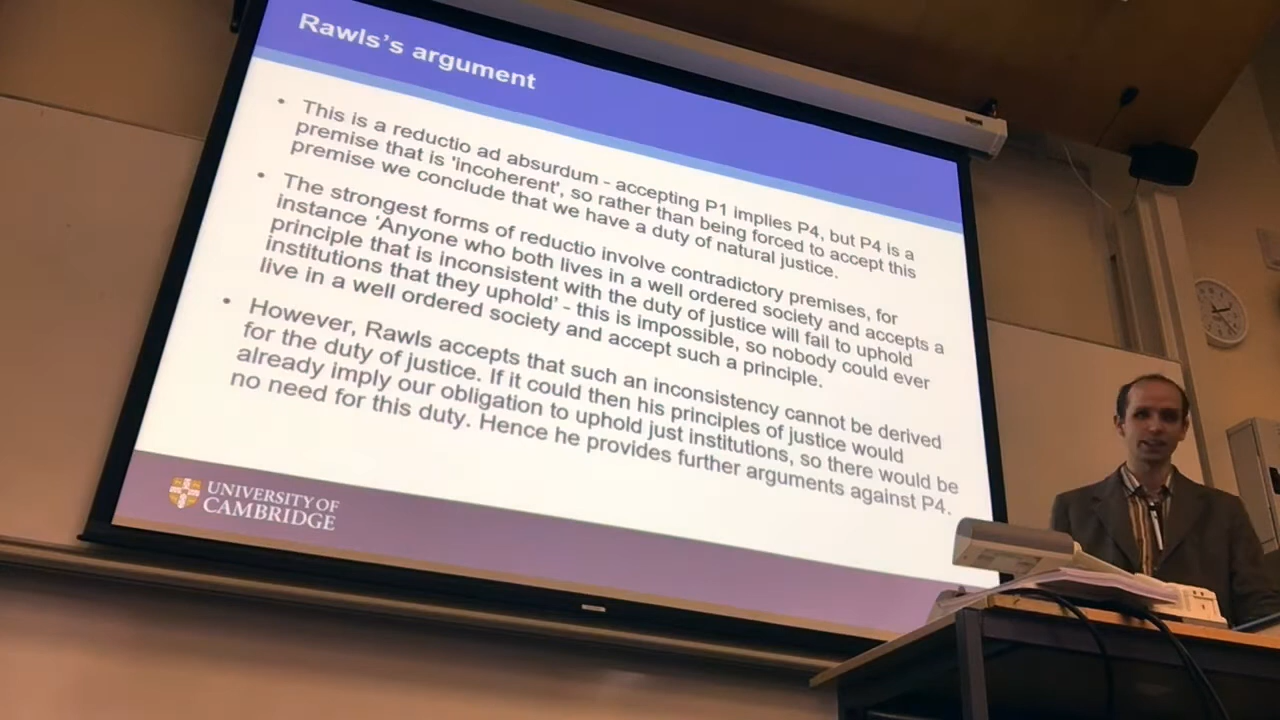 Rawls's argument
• This is a reductio ad absurdum - accepting P1 implies P4, but P4 is a
premise that is 'incoherent', so rather than being forced to accept this
premise we conclude that we have a duty of natural justice.
• The strongest forms of reductio involve contradictory premises, for
instance ‘Anyone who both lives in a well ordered society and accepts a
principle that is inconsistent with the duty of justice will fail to uphold
institutions that they uphold’ - this is impossible, so nobody could ever
live in a well ordered society and accept such a principle.
• However, Rawls accepts that such an inconsistency cannot be derived
for the duty of justice. If it could then his principles of justice would
already imply our obligation to uphold just institutions, so there would be
no need for this duty. Hence he provides further arguments against P4.
UNIVERSITY OF
CAMBRIDGE